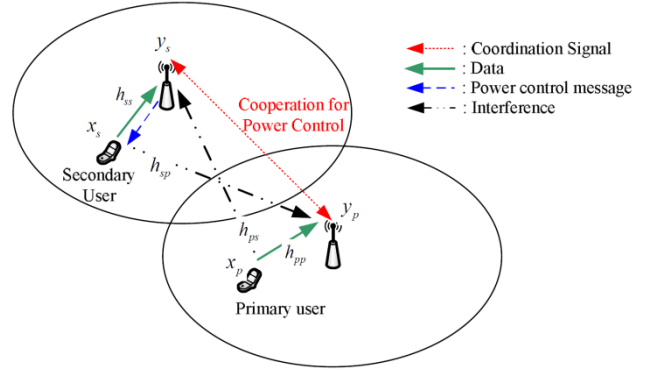 y_s
: Coordination Signal
: Data
: Power control message
: Interference
h_ss
Cooperation for
Power Control
x_s
h_sp
Secondary
User
y_p
h_ps
h_pp
x_p
Primary user